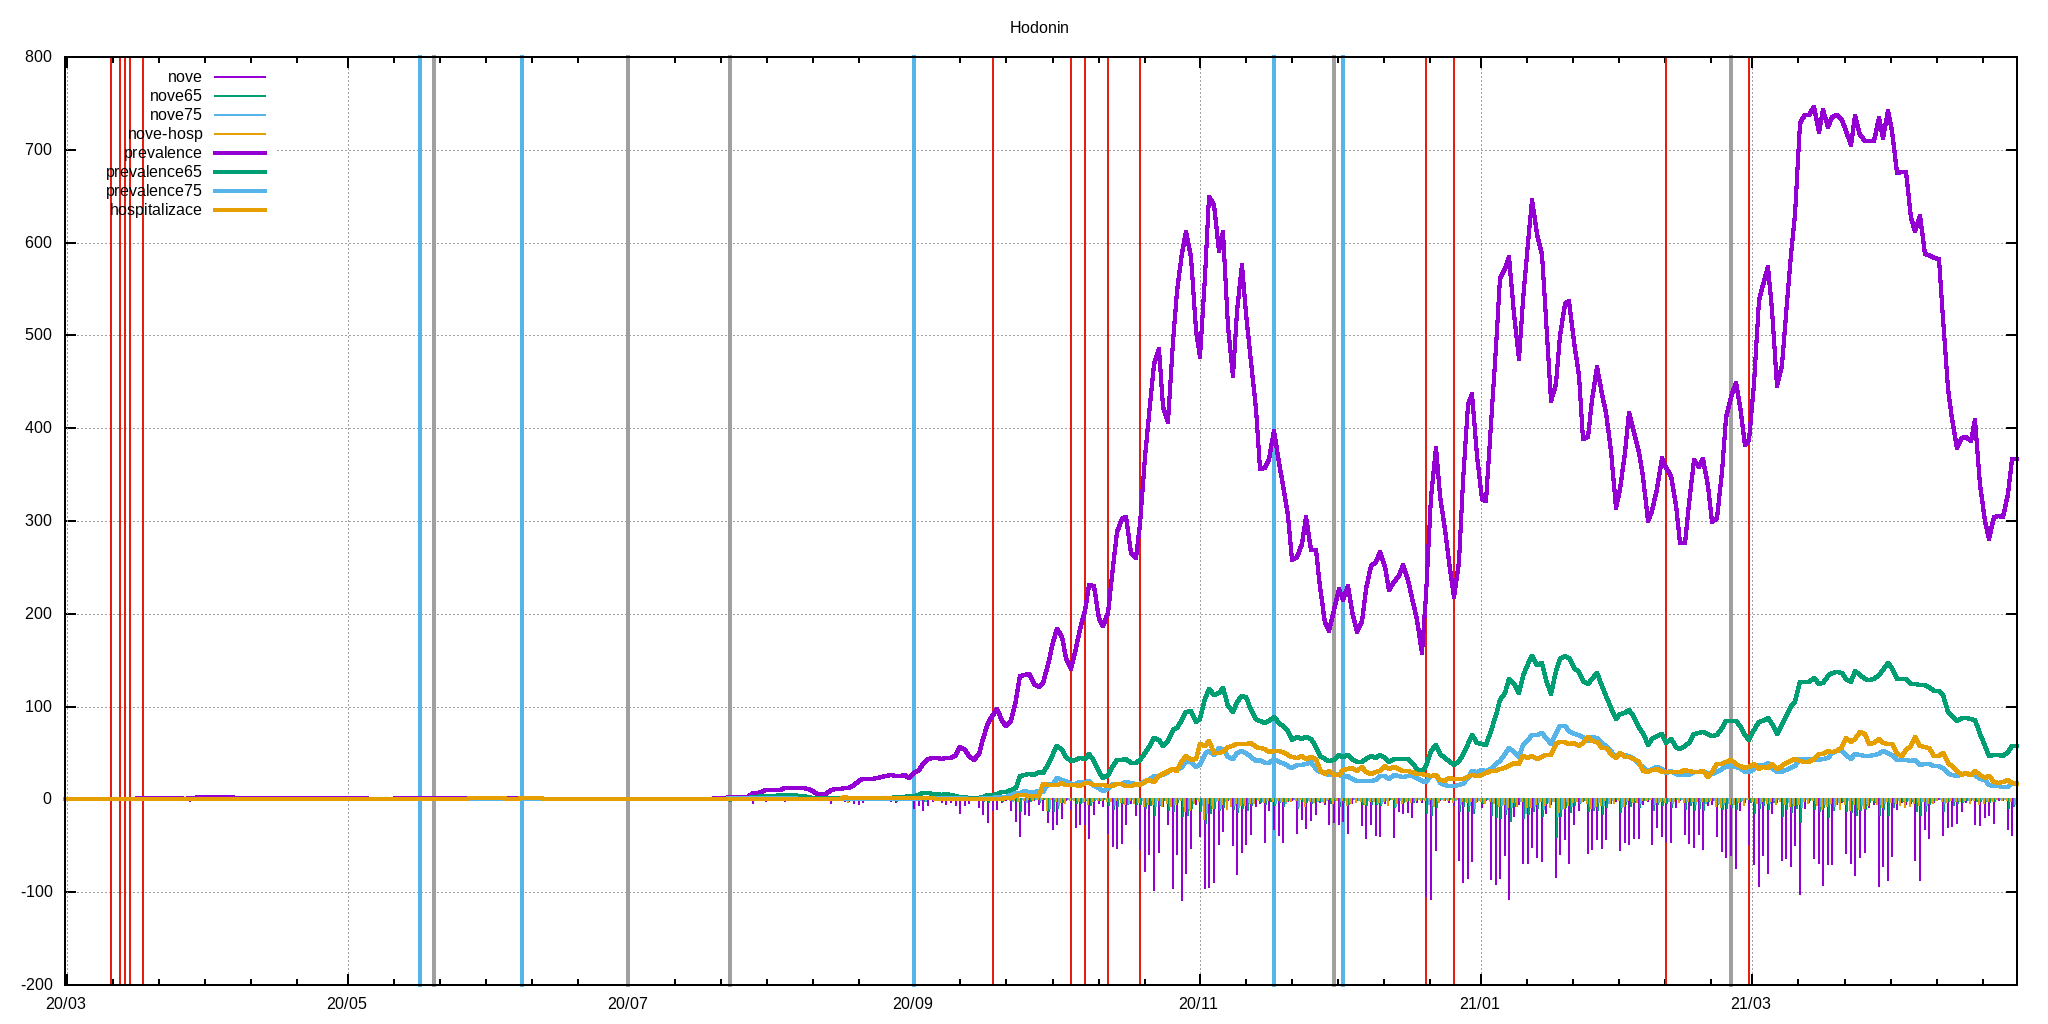 Hodonin
800
700
600
500
400
300
200
100
0
-100
-200
nove
nove65
nove75
nove-hosp
prevalence
prevalence65
prevalence75
hospitalizace
20/03
20/05
20/07
20/09
20/11
21/01
21/03